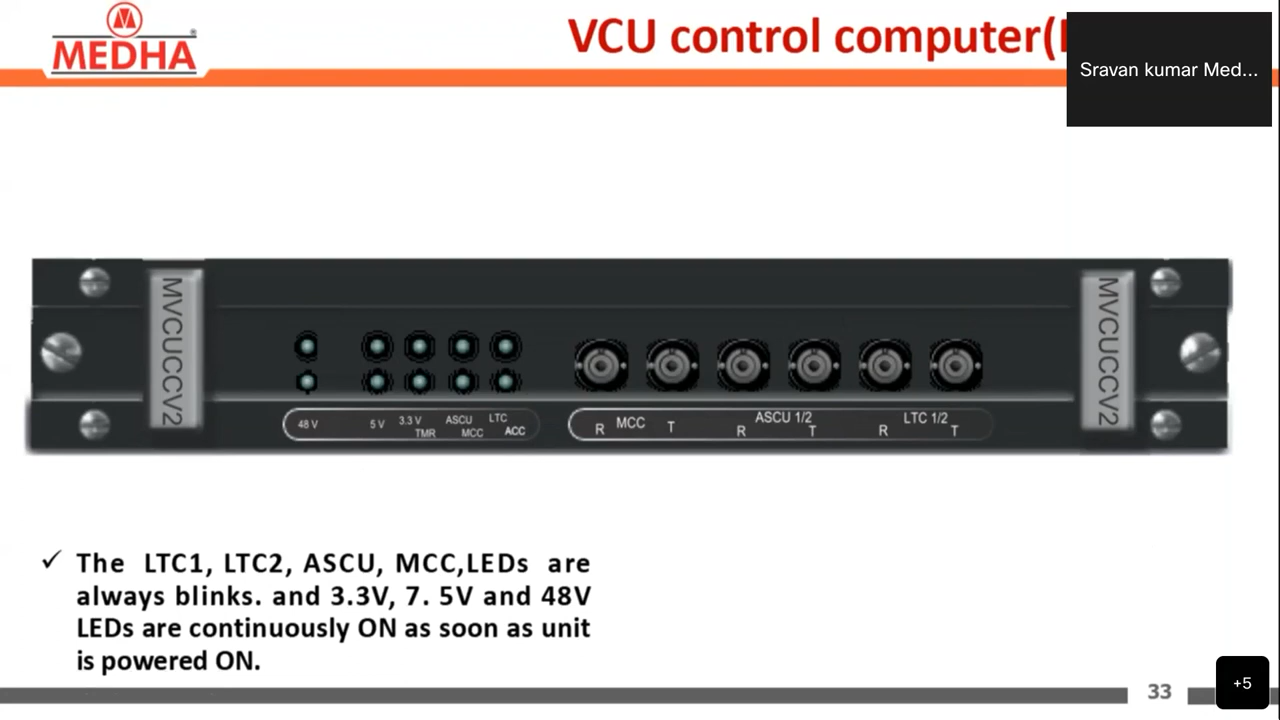 MEDHA
VCU control computer(
Sravan kumar Med...
MVCUCCV2
MVCUCCV2
48 V 5 V 3.3 V ASCU LTC
TMR MCC ACC
MCC ASCU 1/2 LTC 1/2
R T R T R T
✓ The LTC1, LTC2, ASCU, MCC,LEDs are
always blinks. and 3.3V, 7. 5V and 48V
LEDs are continuously ON as soon as unit
is powered ON.
33
+5